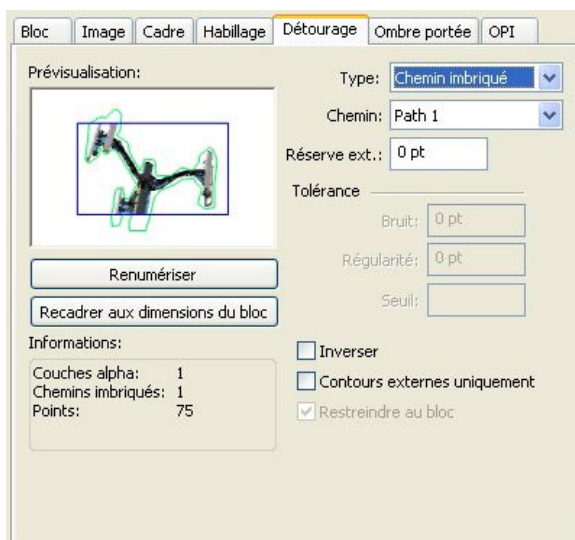 Bloc Image Cadre Habillage Détourage Ombre portée OPI
Prévisualisation:
Type: Chemin imbriqué
Chemin: Path 1
Réserve ext.: 0 pt
Tolérance
Bruit: 0 pt
Régularité: 0 pt
Seuil:
Renumériser
Recadrer aux dimensions du bloc
Informations:
Couches alpha: 1
Chemins imbriqués: 1
Points: 75
Inverser
Contours externes uniquement
Restreindre au bloc